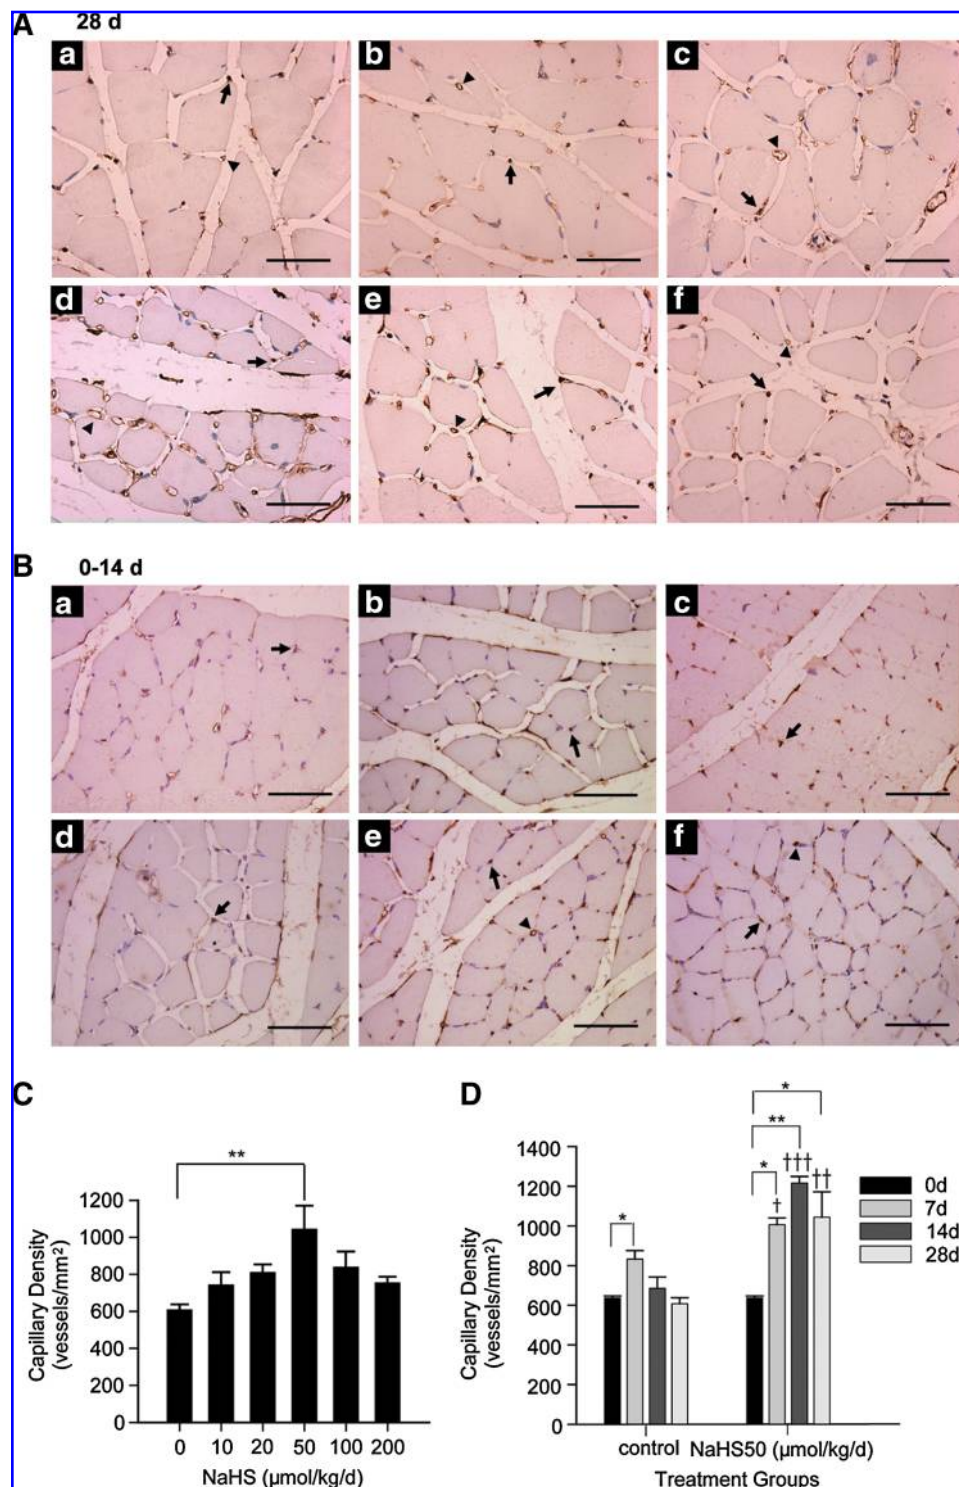 A 28 d
a b c
d e f
B 0-14 d
a b c
d e f
C
**
Capillary Density
(vessels/mm²)
1200
1000
800
600
400
200
0
0 10 20 50 100 200
NaHS (µmol/kg/d)
D
*
**
* ††† ††
* †
Capillary Density
(vessels/mm²)
1400
1200
1000
800
600
400
200
0
control NaHS50 (µmol/kg/d)
Treatment Groups
0d
7d
14d
28d